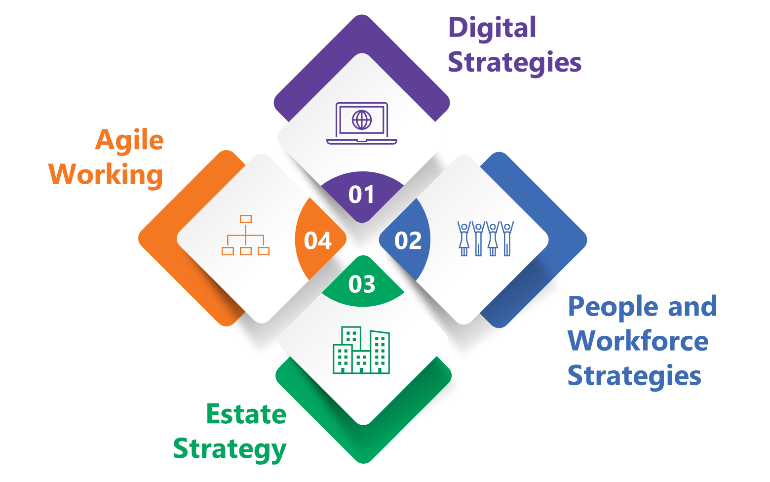 Digital
Strategies
01
People and
Workforce
Strategies
02
Estate
Strategy
03
Agile
Working
04